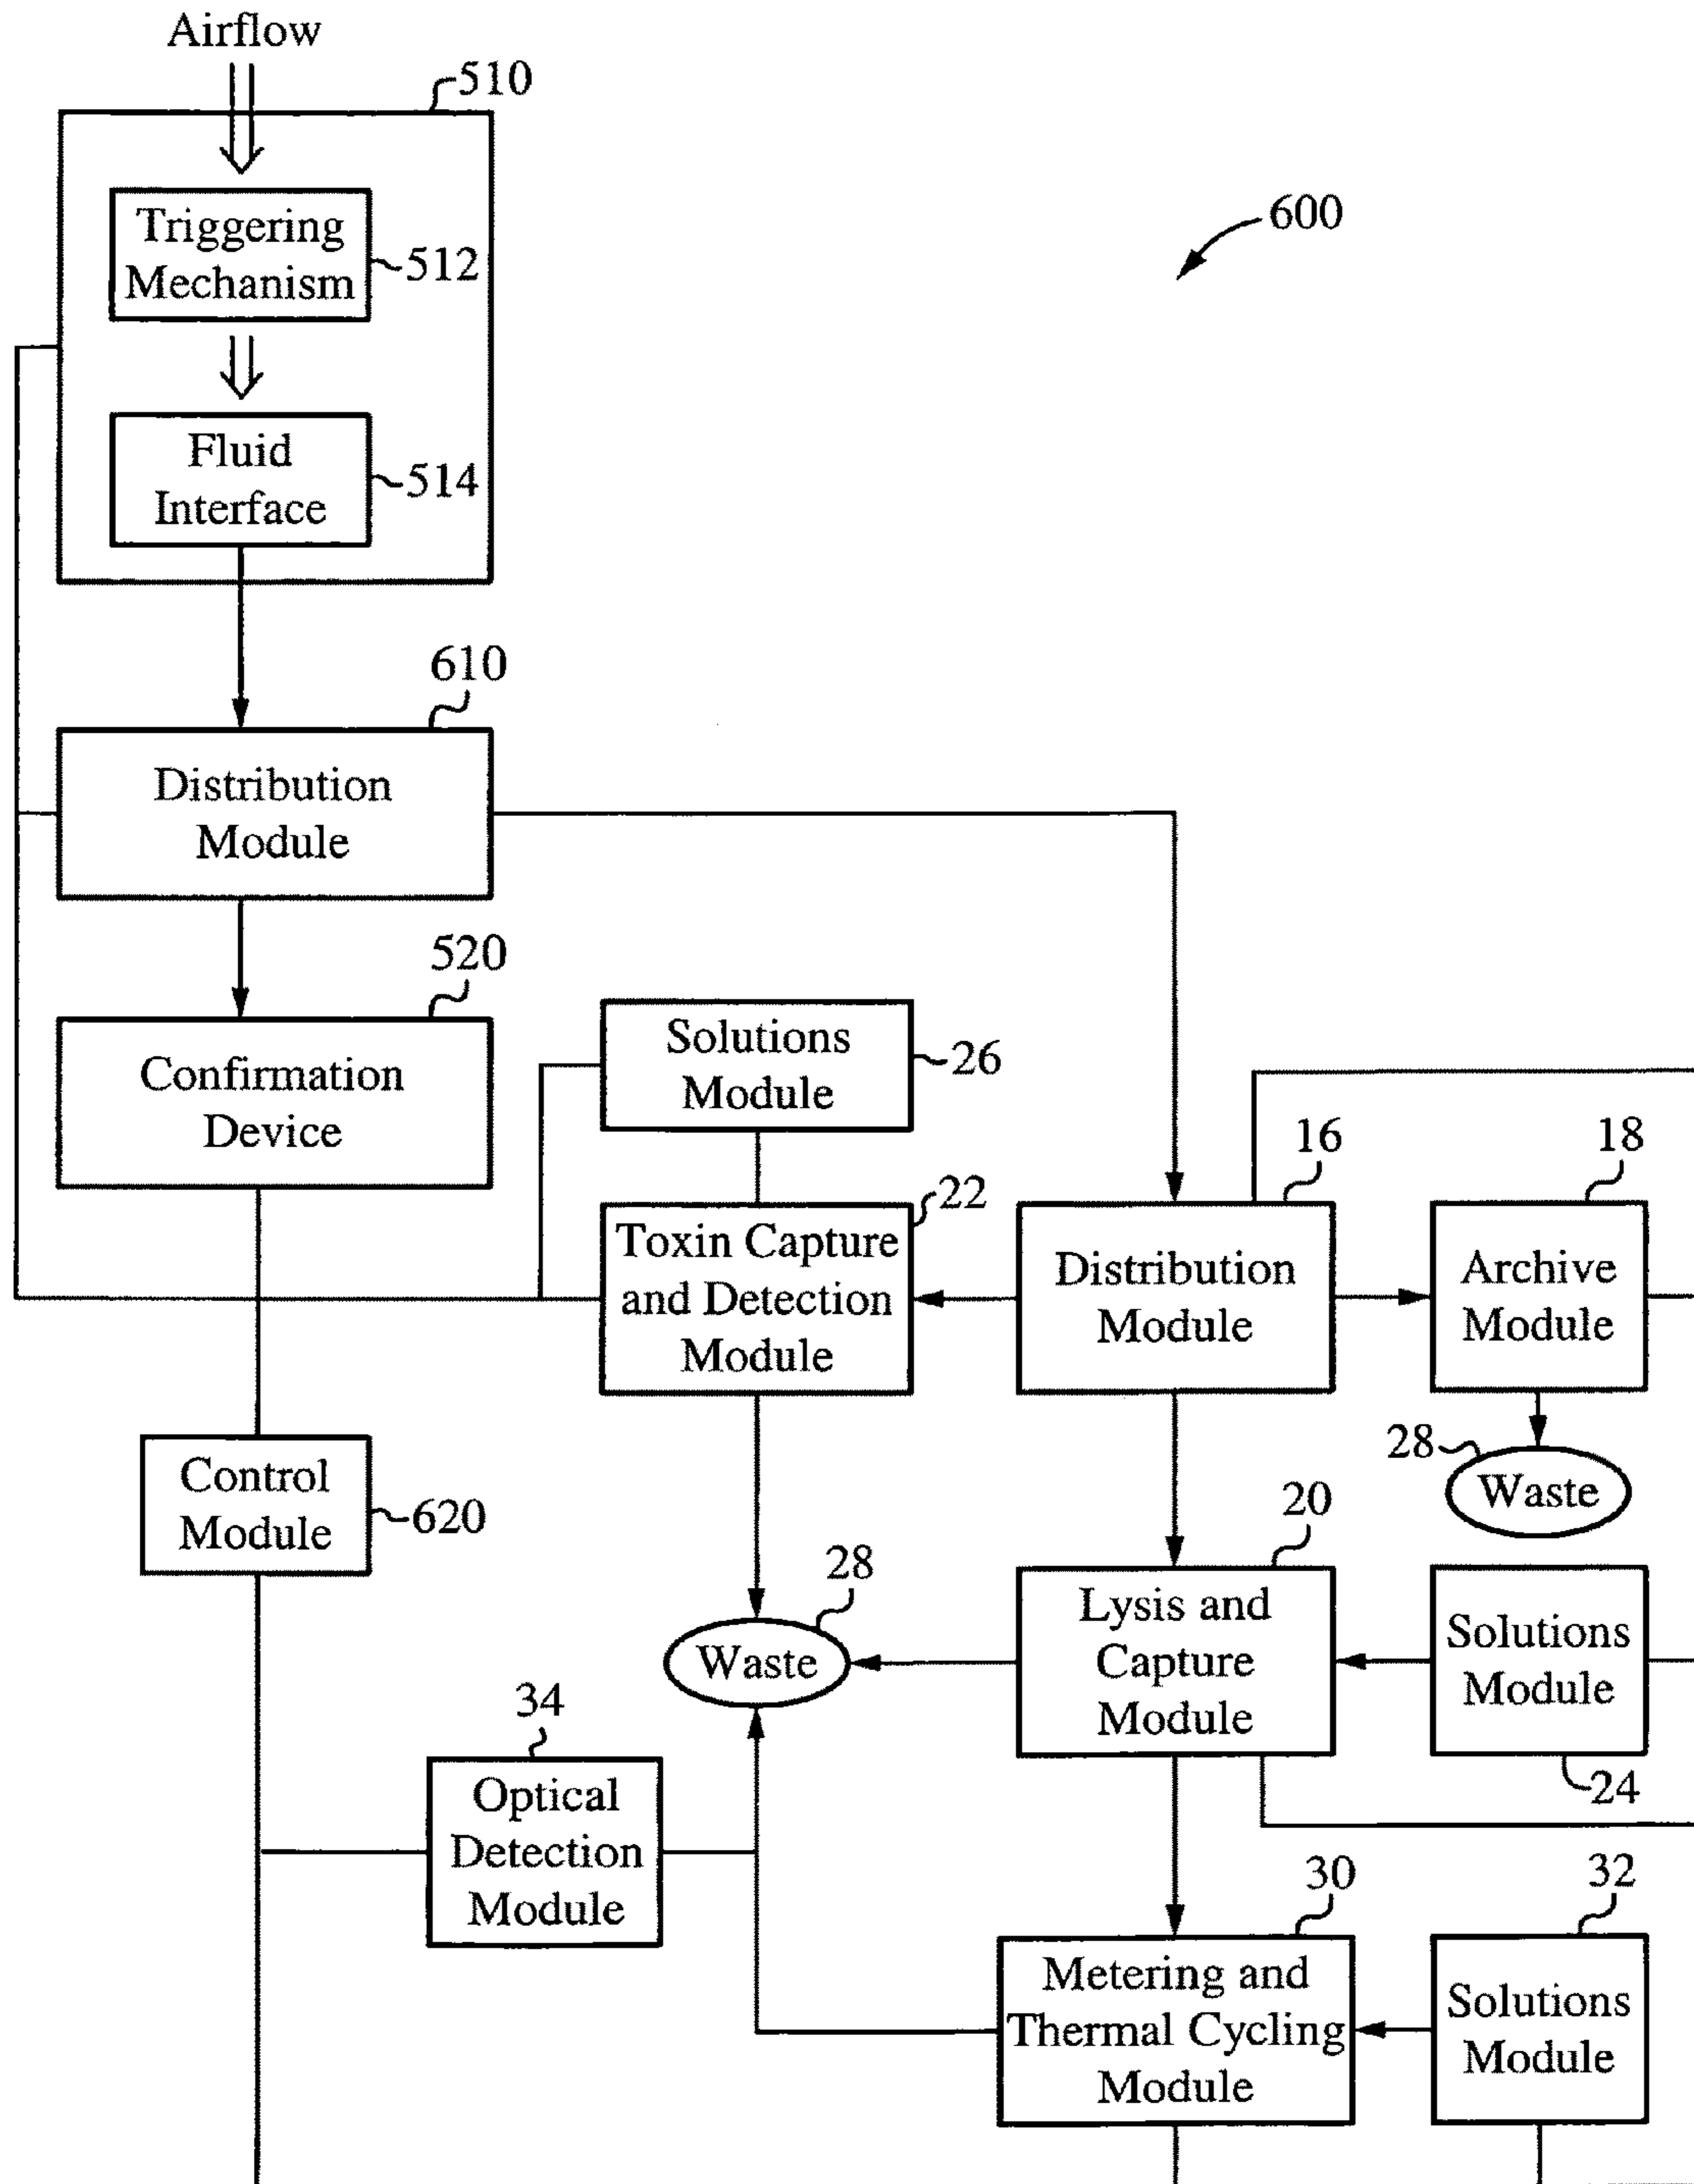 Airflow
510
Triggering
Mechanism
512
600
Fluid
Interface
514
610
Distribution
Module
520
Confirmation
Device
Solutions
Module
26
16
18
22
Toxin Capture
and Detection
Module
Distribution
Module
Archive
Module
28
Waste
Control
Module
620
20
28
Waste
Lysis and
Capture
Module
Solutions
Module
24
34
Optical
Detection
Module
30
32
Metering and
Thermal Cycling
Module
Solutions
Module